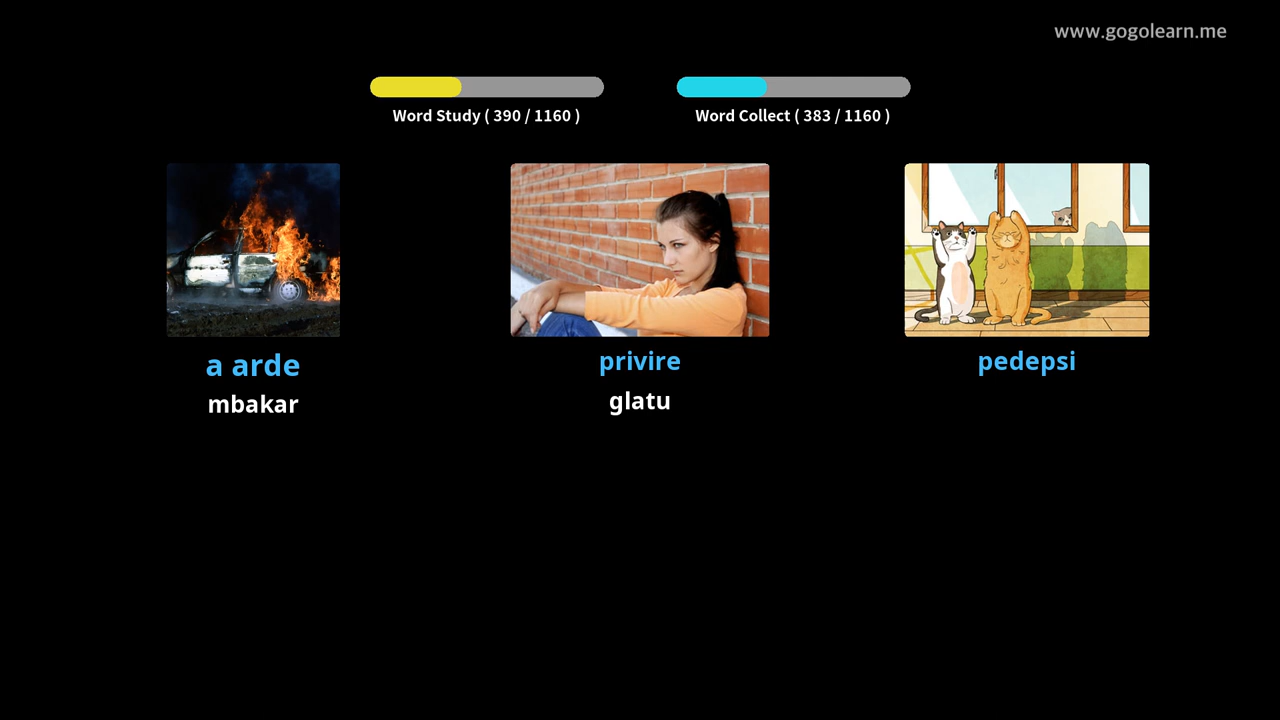 www.gogolearn.me
Word Study ( 390 / 1160 )
Word Collect ( 383 / 1160 )
a arde
mbakar
privire
glatu
pedepsi